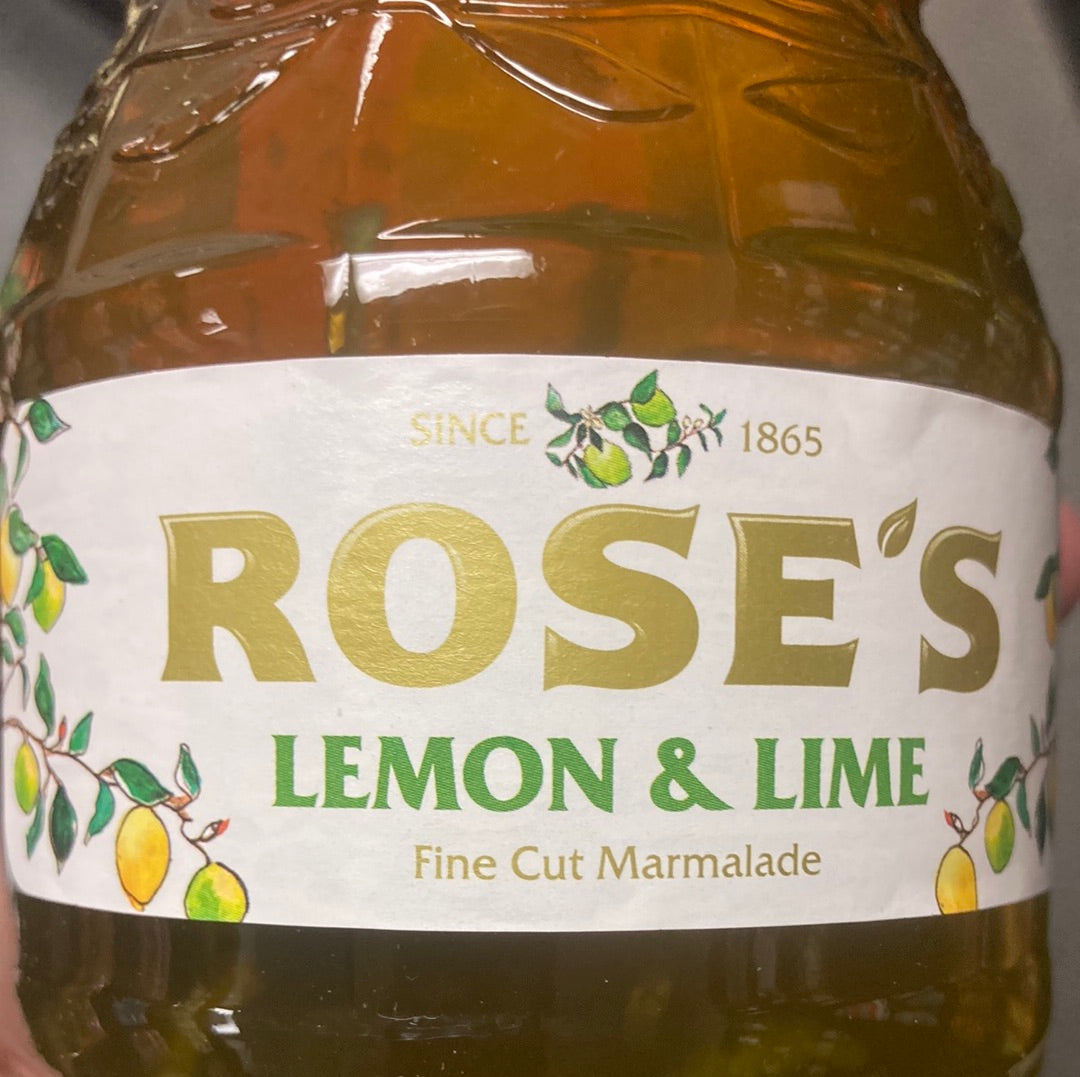 SINCE 1865
ROSE'S
LEMON & LIME
Fine Cut Marmalade